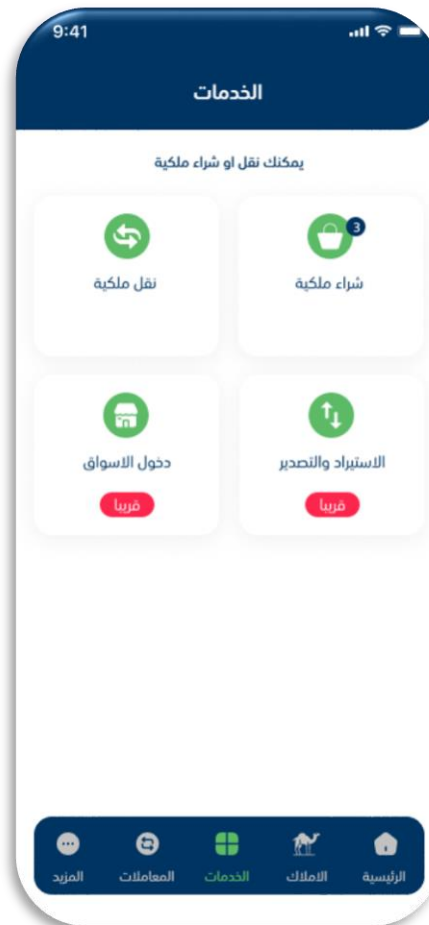 9:41
الخدمات
يمكنك نقل او شراء ملكية
3
شراء ملكية
نقل ملكية
الاستيراد والتصدير
دخول الاسواق
قريبا
قريبا
الرئيسية
الاملاك
الخدمات
المعاملات
المزيد